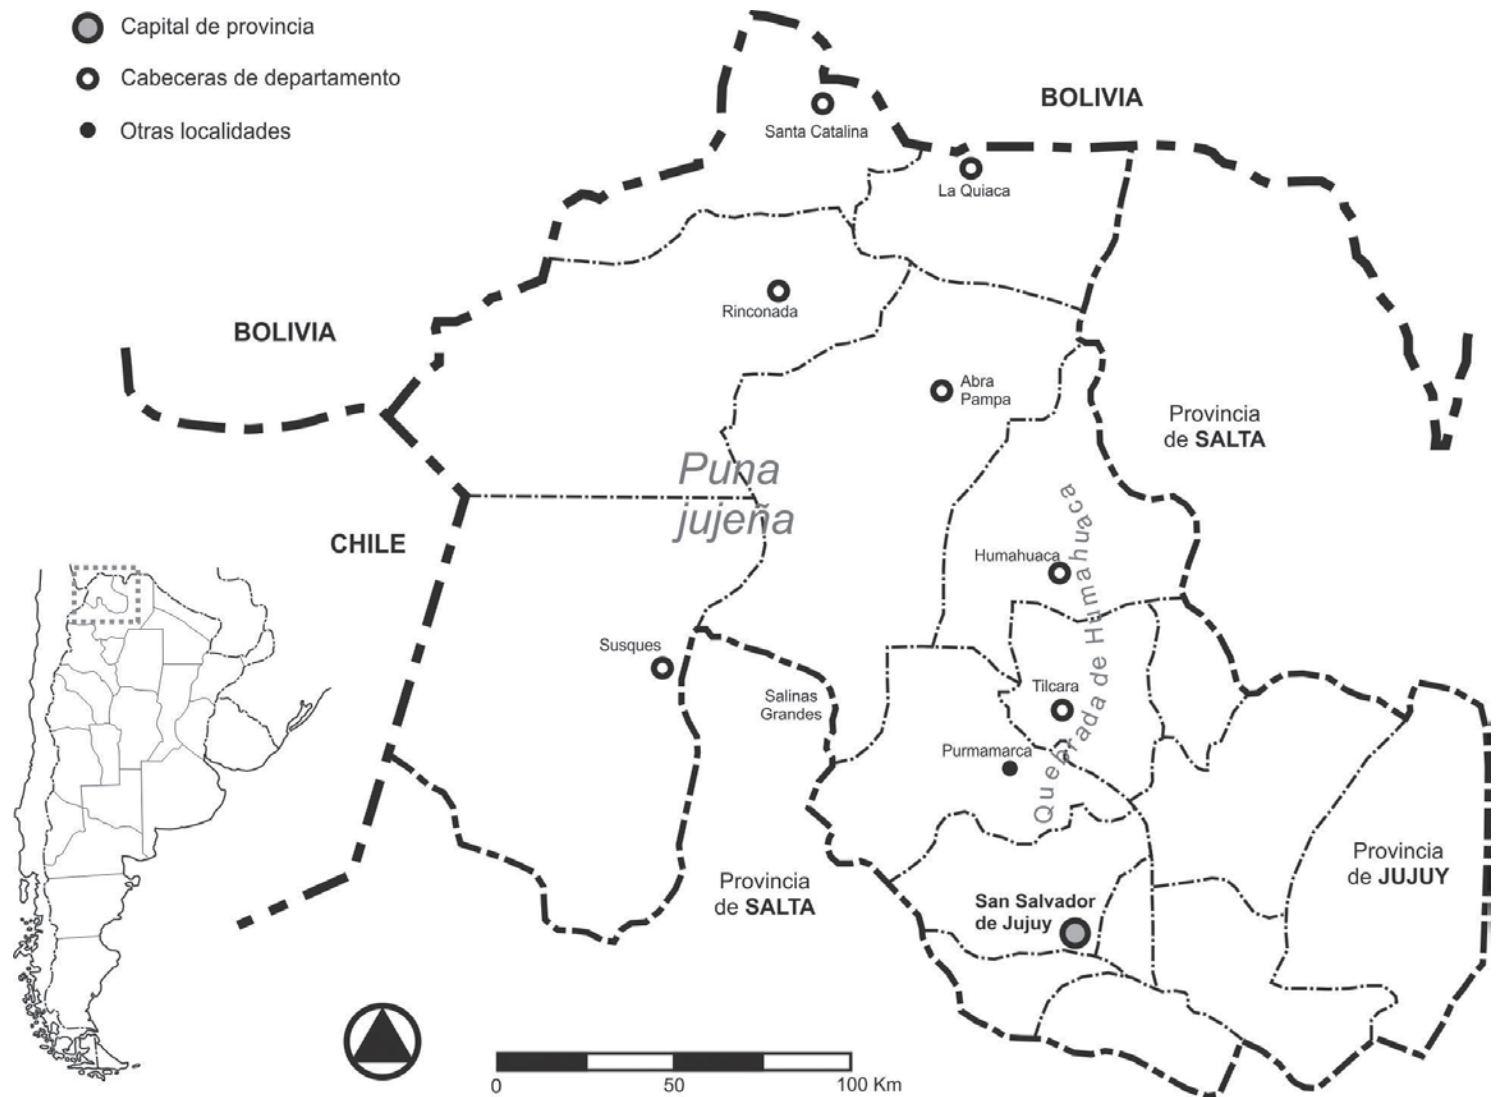 Capital de provincia
Cabeceras de departamento
Otras localidades
BOLIVIA
Santa Catalina
La Quiaca
Rinconada
BOLIVIA
Abra
Pampa
Provincia
de SALTA
Puna
jujeña
CHILE
Humahuaca
Quebrada de Humahuaca
Susques
Tilcara
Salinas
Grandes
Purmamarca
Provincia
de JUJUY
Provincia
de SALTA
San Salvador
de Jujuy
0 50 100 Km